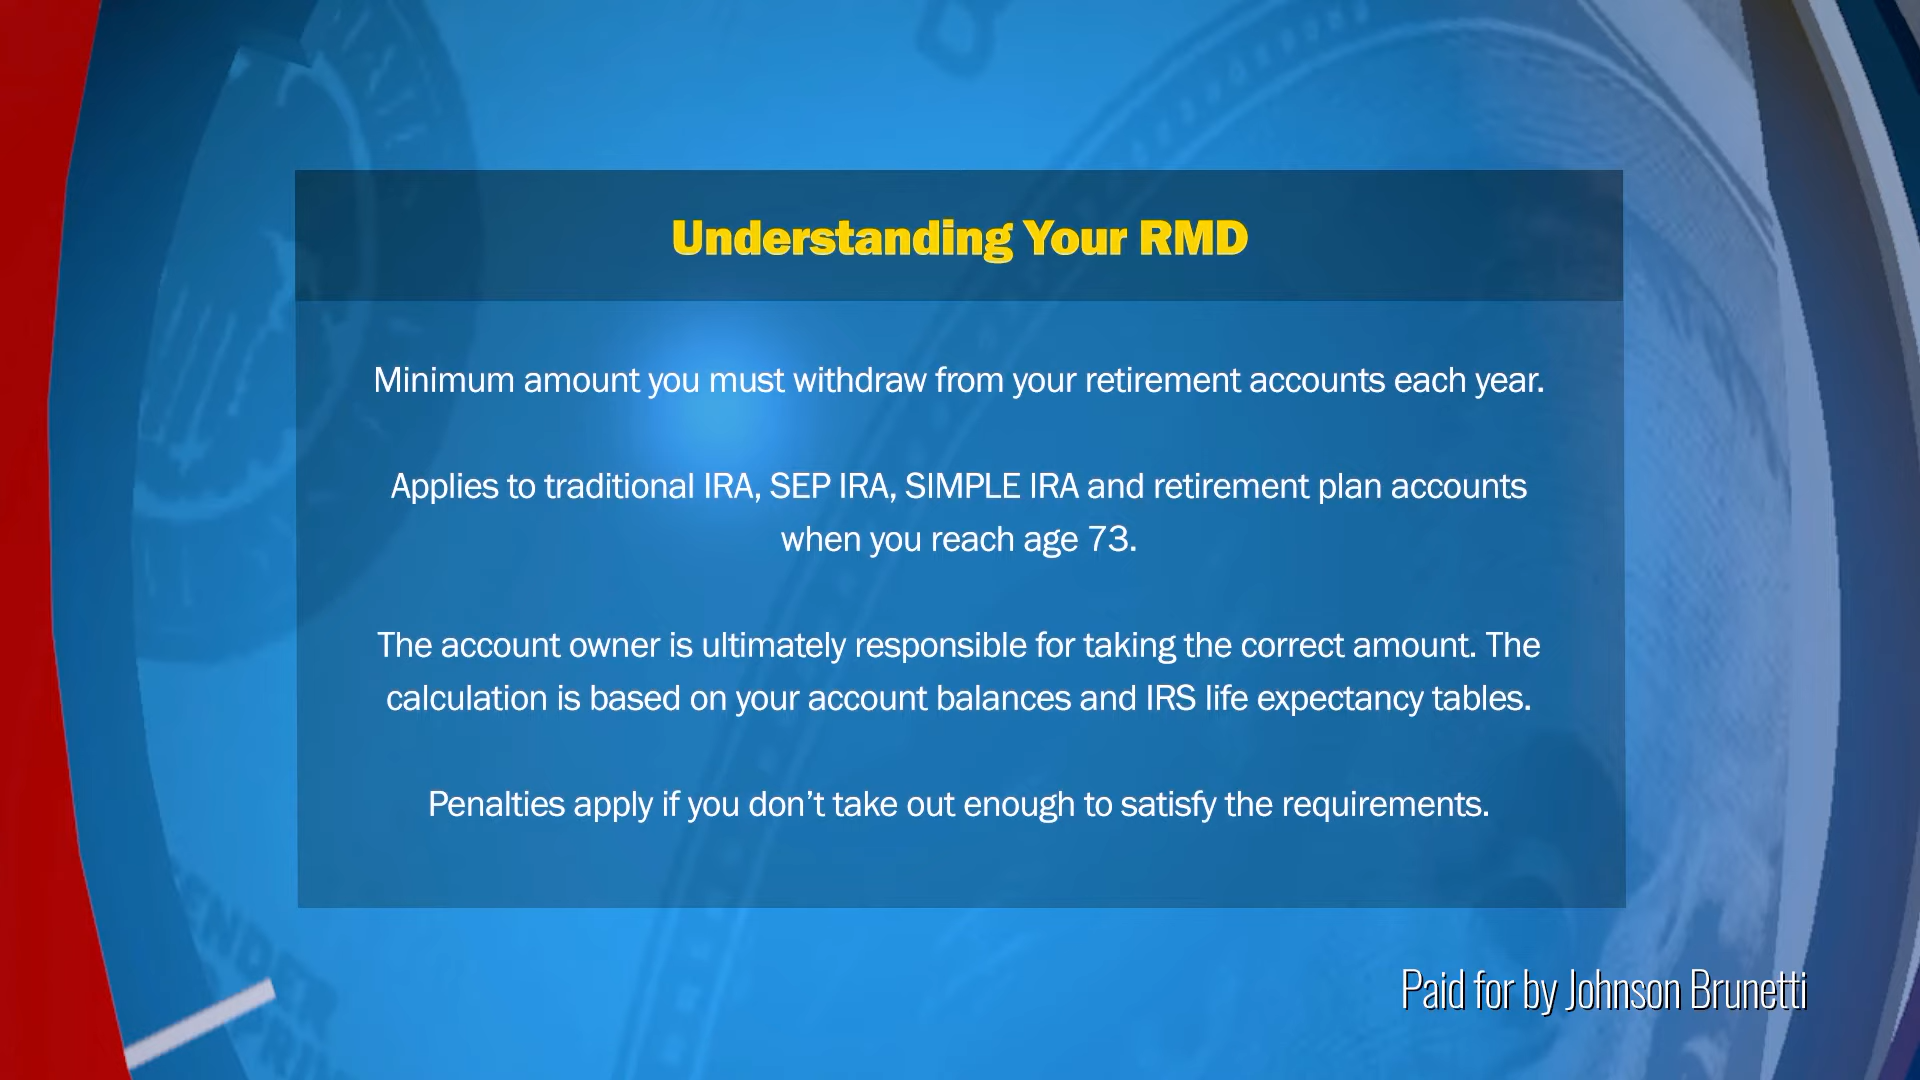 Understanding Your RMD
Minimum amount you must withdraw from your retirement accounts each year.
Applies to traditional IRA, SEP IRA, SIMPLE IRA and retirement plan accounts
when you reach age 73.
The account owner is ultimately responsible for taking the correct amount. The
calculation is based on your account balances and IRS life expectancy tables.
Penalties apply if you don’t take out enough to satisfy the requirements.
Paid for by Johnson Brunetti